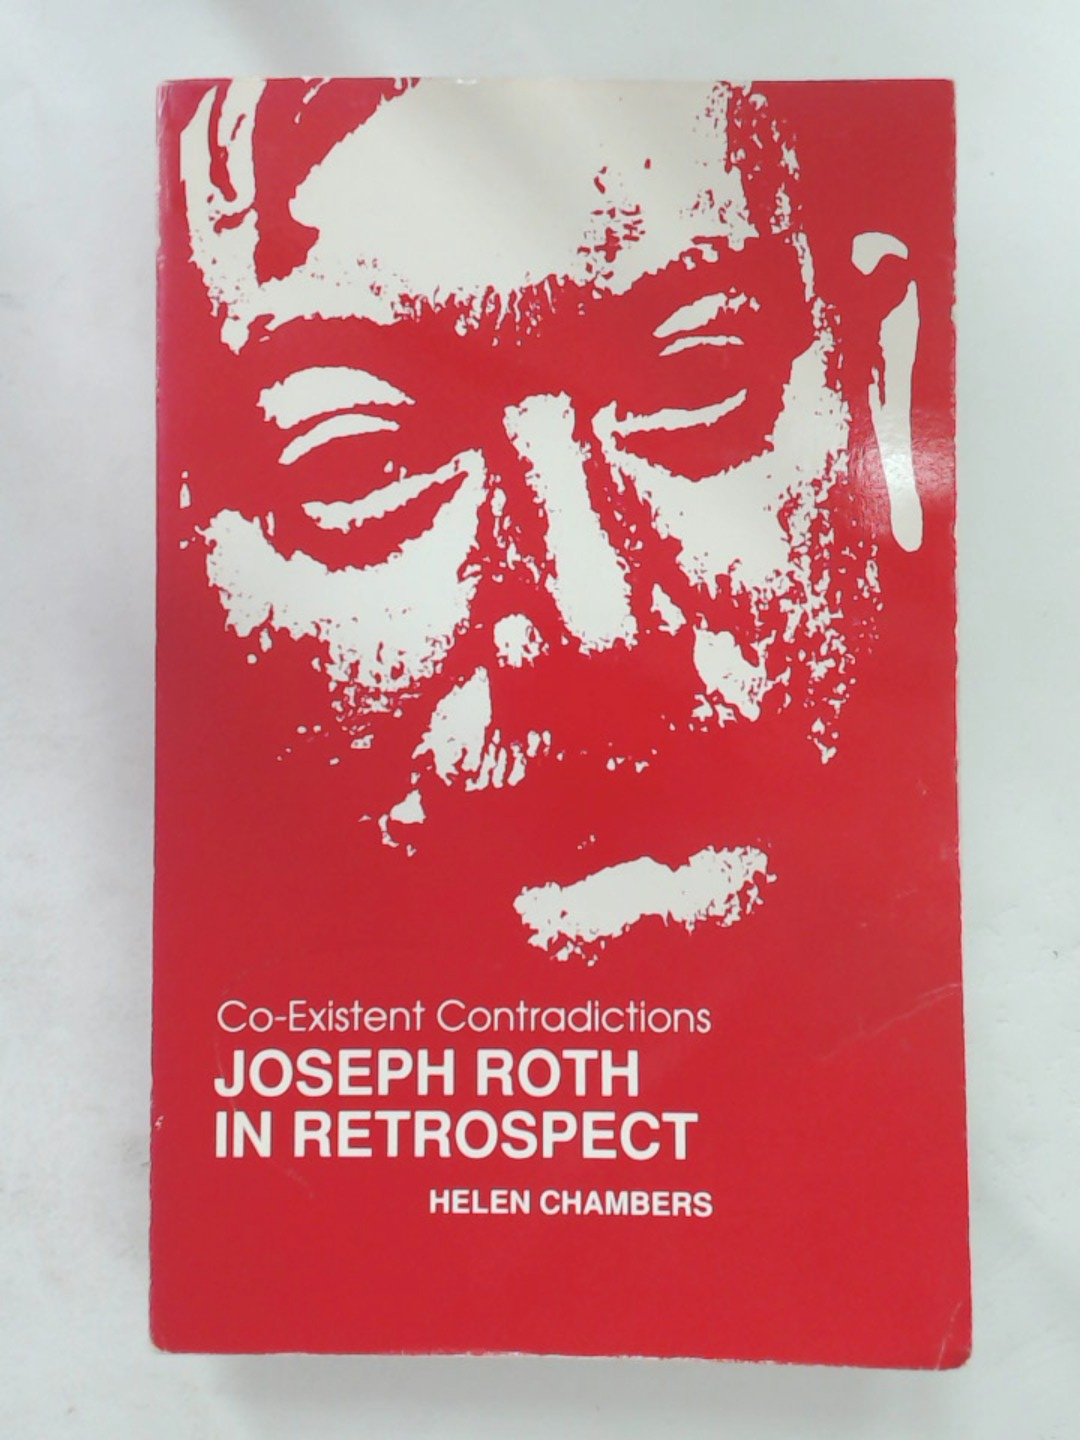 Co-Existent Contradictions
JOSEPH ROTH
IN RETROSPECT
HELEN CHAMBERS